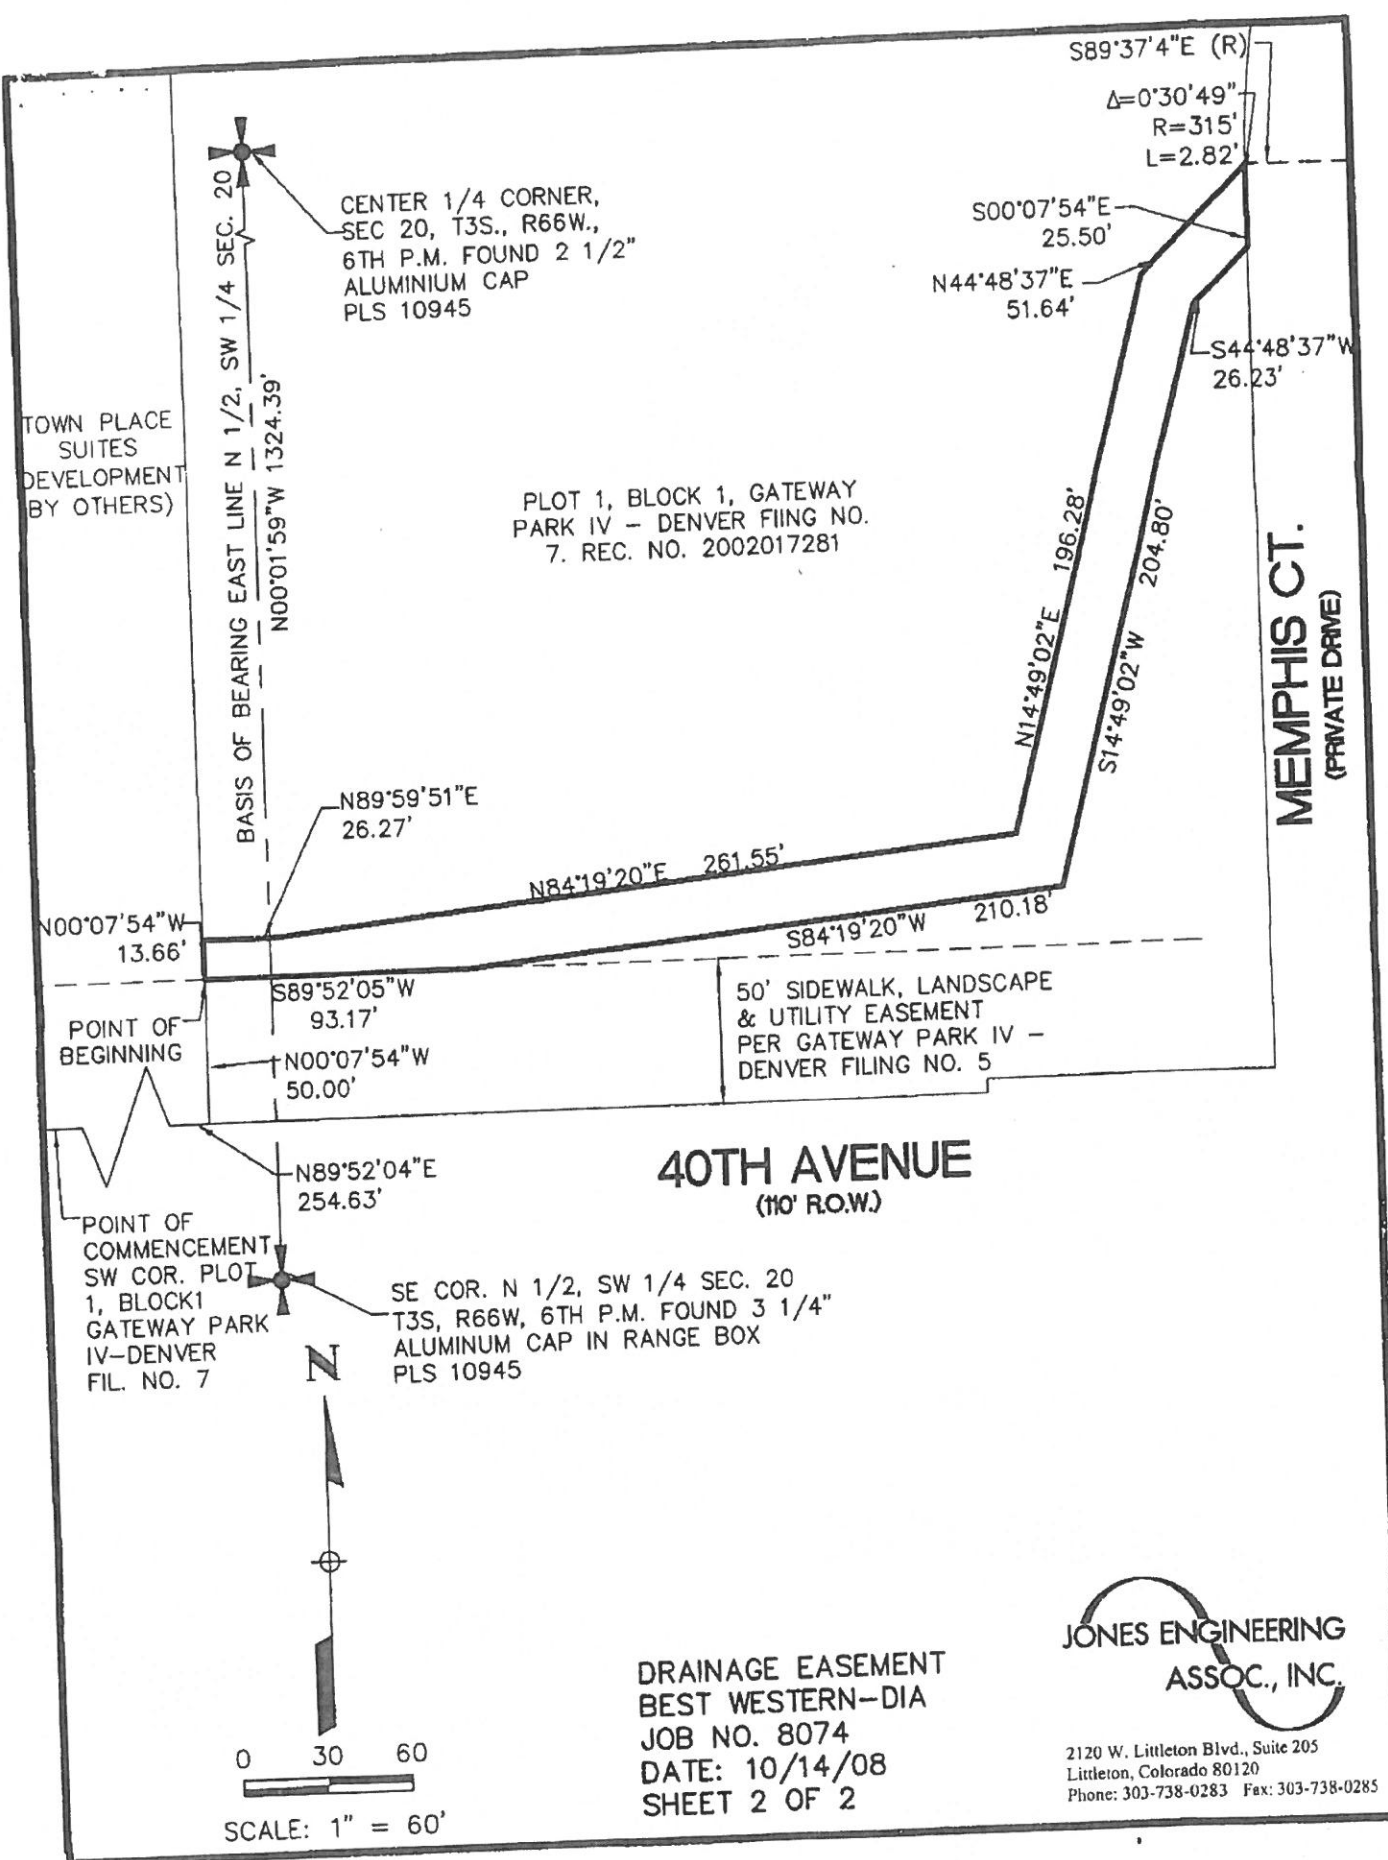 S89°37'4"E (R)
Δ=0°30'49"
R=315'
L=2.82'
CENTER 1/4 CORNER,
SEC 20, T3S., R66W.,
6TH P.M. FOUND 2 1/2"
ALUMINIUM CAP
PLS 10945
S00°07'54"E
25.50'
N44°48'37"E
51.64'
S44°48'37"W
26.23'
BASIS OF BEARING EAST LINE N 1/2, SW 1/4 SEC. 20
N00°01'59"W 1324.39'
TOWN PLACE
SUITES
DEVELOPMENT
BY OTHERS)
PLOT 1, BLOCK 1, GATEWAY
PARK IV – DENVER FIING NO.
7. REC. NO. 2002017281
N14°49'02"E 196.28'
S14°49'02"W 204.80'
MEMPHIS CT.
(PRIVATE DRIVE)
N89°59'51"E
26.27'
N84°19'20"E 261.55'
N00°07'54"W
13.66'
S84°19'20"W 210.18'
S89°52'05"W
93.17'
POINT OF
BEGINNING
N00°07'54"W
50.00'
50' SIDEWALK, LANDSCAPE
& UTILITY EASEMENT
PER GATEWAY PARK IV –
DENVER FILING NO. 5
N89°52'04"E
254.63'
40TH AVENUE
(110' R.O.W.)
POINT OF
COMMENCEMENT
SW COR. PLOT
1, BLOCK1
GATEWAY PARK
IV–DENVER
FIL. NO. 7
SE COR. N 1/2, SW 1/4 SEC. 20
T3S, R66W, 6TH P.M. FOUND 3 1/4"
ALUMINUM CAP IN RANGE BOX
PLS 10945
N
0 30 60
SCALE: 1" = 60'
DRAINAGE EASEMENT
BEST WESTERN–DIA
JOB NO. 8074
DATE: 10/14/08
SHEET 2 OF 2
JONES ENGINEERING
ASSOC., INC.
2120 W. Littleton Blvd., Suite 205
Littleton, Colorado 80120
Phone: 303-738-0283 Fax: 303-738-0285